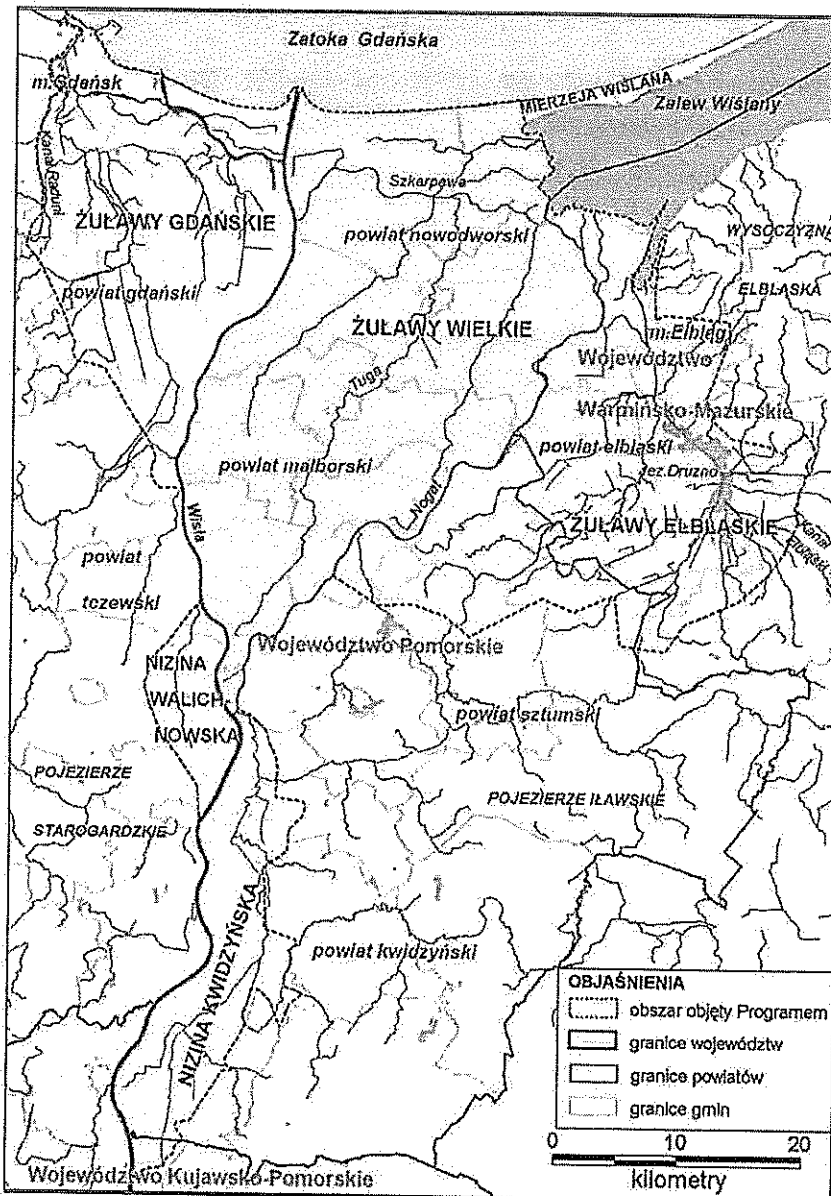 Zatoka Gdańska
m.Gdańsk
MIERZEJA WIŚLANA
Zalew Wiślany
Kanał Raduni
Szkarpawa
ŻUŁAWY GDAŃSKIE
powiat nowodworski
WYSOCZYZNA
ELBLĄSKA
powiat gdański
ŻUŁAWY WIELKIE
m.Elbląg
Województwo
Tuga
Warmińsko-Mazurskie
powiat elbląski
powiat malborski
jez.Druzno
Nogat
Wisła
ŻUŁAWY ELBLĄSKIE
Kanał
powiat
tczewski
Województwo Pomorskie
NIZINA
WALICH.
NOWSKA
powiat sztumski
POJEZIERZE
STAROGARDZKIE
POJEZIERZE IŁAWSKIE
NIZINA KWIDZYŃSKA
powiat kwidzyński
OBJAŚNIENIA
obszar objęty Programem
granice województw
granice powiatów
granice gmin
0 10 20
kilometry
Województwo Kujawsko-Pomorskie